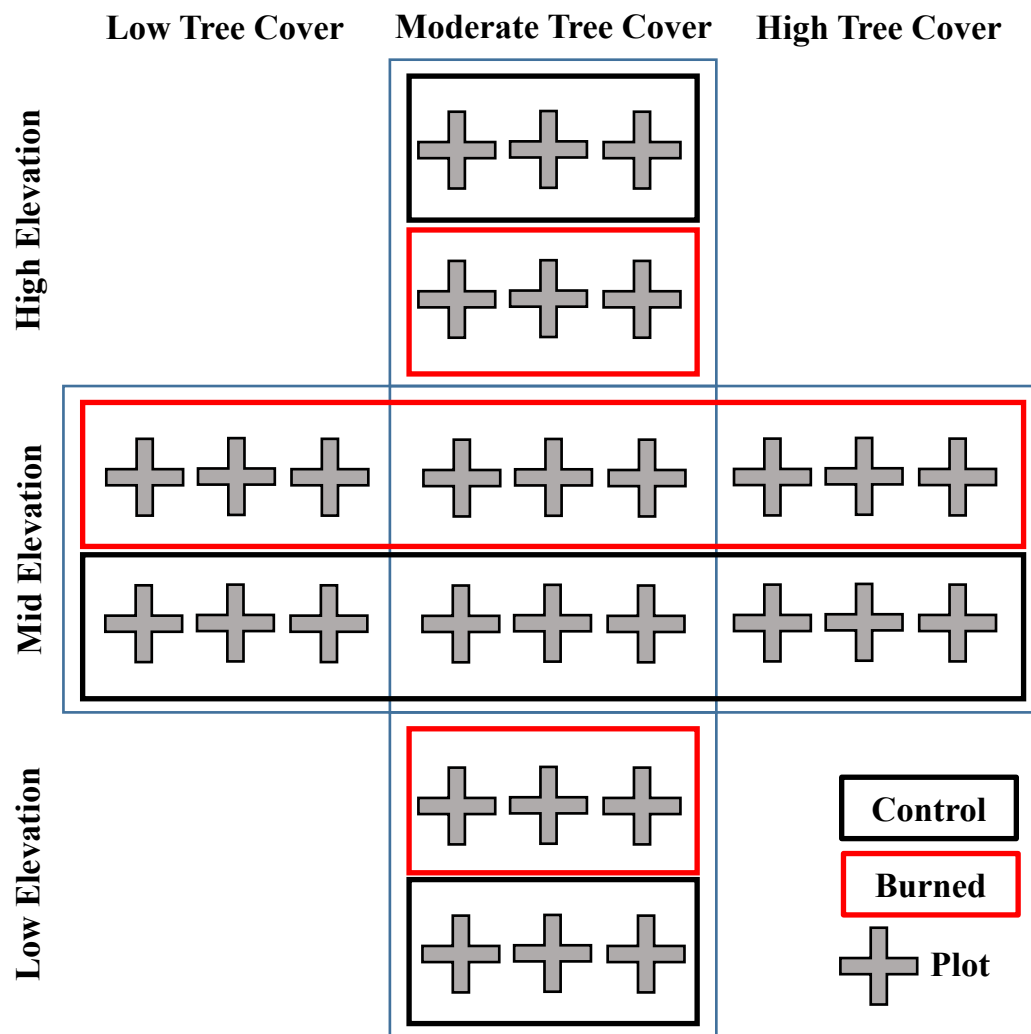 Low Tree Cover
Moderate Tree Cover
High Tree Cover
High Elevation
Mid Elevation
Low Elevation
Control
Burned
Plot